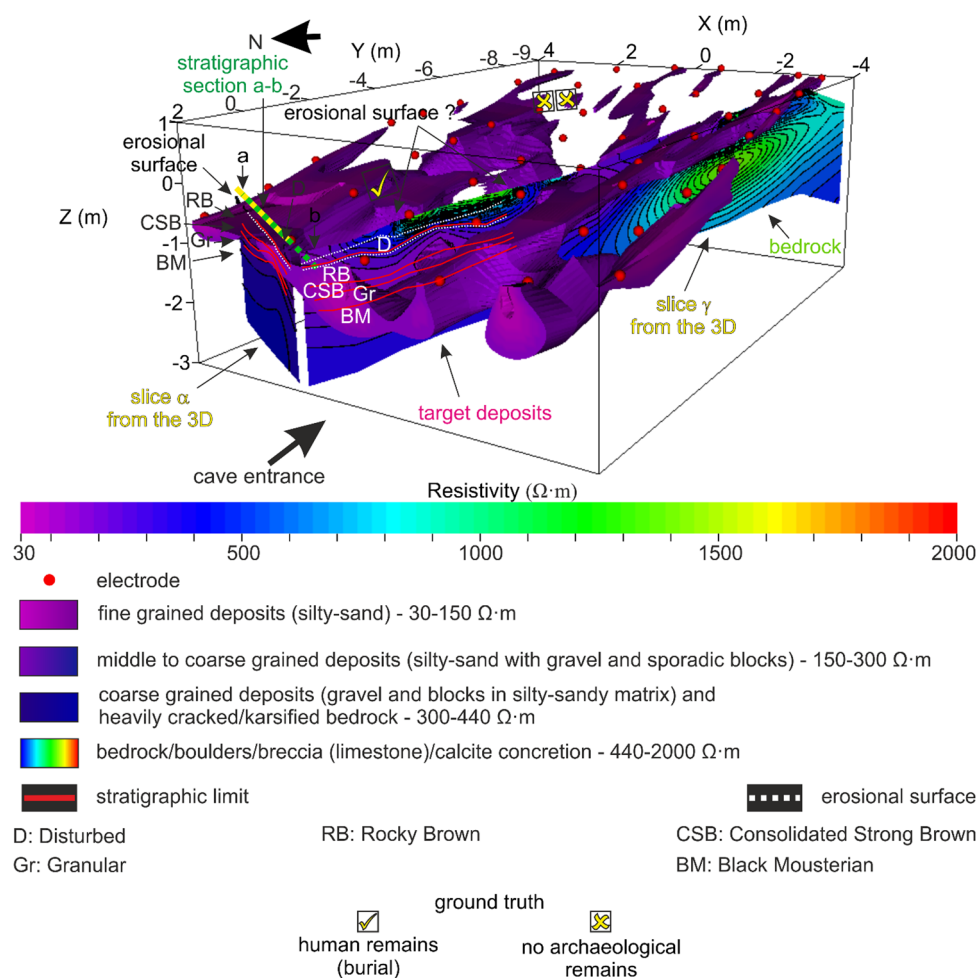 X (m)
N
Y (m)
stratigraphic
section a-b
2
0
-2
-4
-6
-8
-9
4
2
0
-2
-4
1
0
Z (m)
-1
-2
-3
erosional surface ?
erosional
surface
a
b
D
RB
CSB
Gr
BM
D
RB
CSB
Gr
BM
bedrock
slice γ
from the 3D
slice α
from the 3D
target deposits
cave entrance
Resistivity (Ω·m)
30
500
1000
1500
2000
electrode
fine grained deposits (silty-sand) - 30-150 Ω·m
middle to coarse grained deposits (silty-sand with gravel and sporadic blocks) - 150-300 Ω·m
coarse grained deposits (gravel and blocks in silty-sandy matrix) and
heavily cracked/karsified bedrock - 300-440 Ω·m
bedrock/boulders/breccia (limestone)/calcite concretion - 440-2000 Ω·m
stratigraphic limit
erosional surface
D: Disturbed
RB: Rocky Brown
CSB: Consolidated Strong Brown
Gr: Granular
BM: Black Mousterian
ground truth
human remains
(burial)
no archaeological
remains